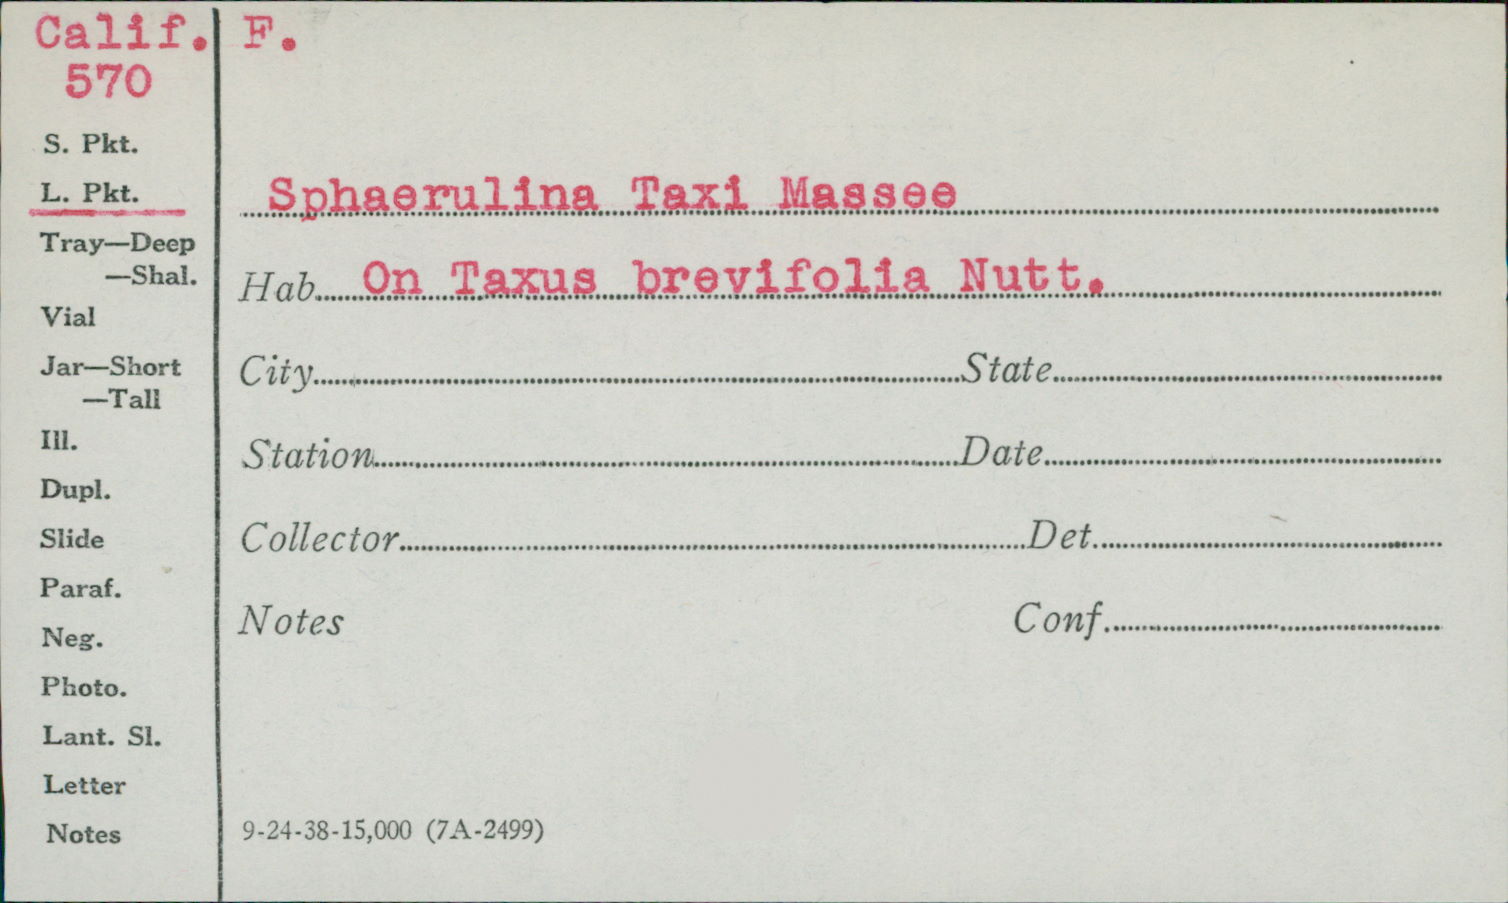 Calif. F.
570
S. Pkt.
L. Pkt.
Sphaerulina Taxi Massee
Tray—Deep
—Shal.
Hab. On Taxus brevifolia Nutt.
Vial
Jar—Short
—Tall
City State
Ill.
Station Date
Dupl.
Slide
Collector Det.
Paraf.
Neg.
Notes Conf.
Photo.
Lant. Sl.
Letter
Notes
9-24-38-15,000 (7A-2499)